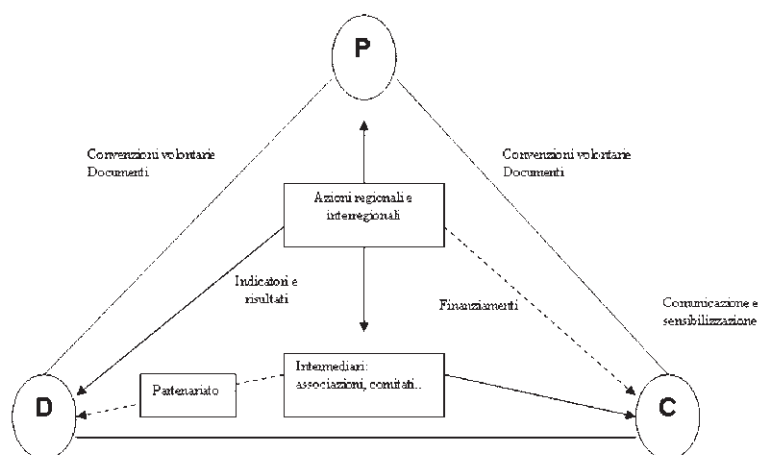 P
Convenzioni volontarie
Documenti
Convenzioni volontarie
Documenti
Azioni regionali e
interregionali
Indicatori e
risultati
Finanziamenti
Comunicazione e
sensibilizzazione
Intermediari:
associazioni, comitati..
Partenariato
D
C